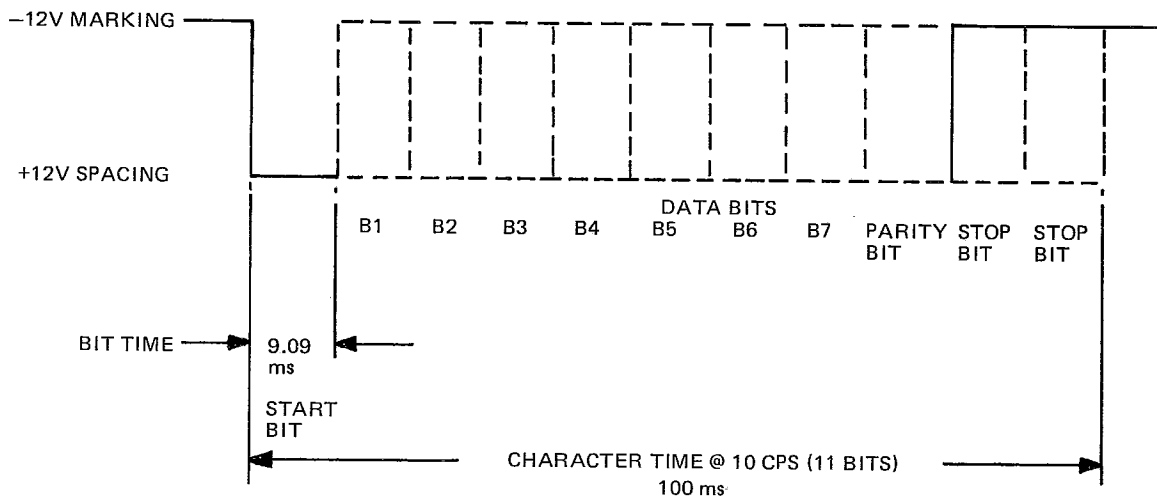 −12V MARKING
+12V SPACING
DATA BITS
B1 B2 B3 B4 B5 B6 B7 PARITY BIT STOP BIT STOP BIT
BIT TIME
9.09 ms
START BIT
CHARACTER TIME @ 10 CPS (11 BITS)
100 ms